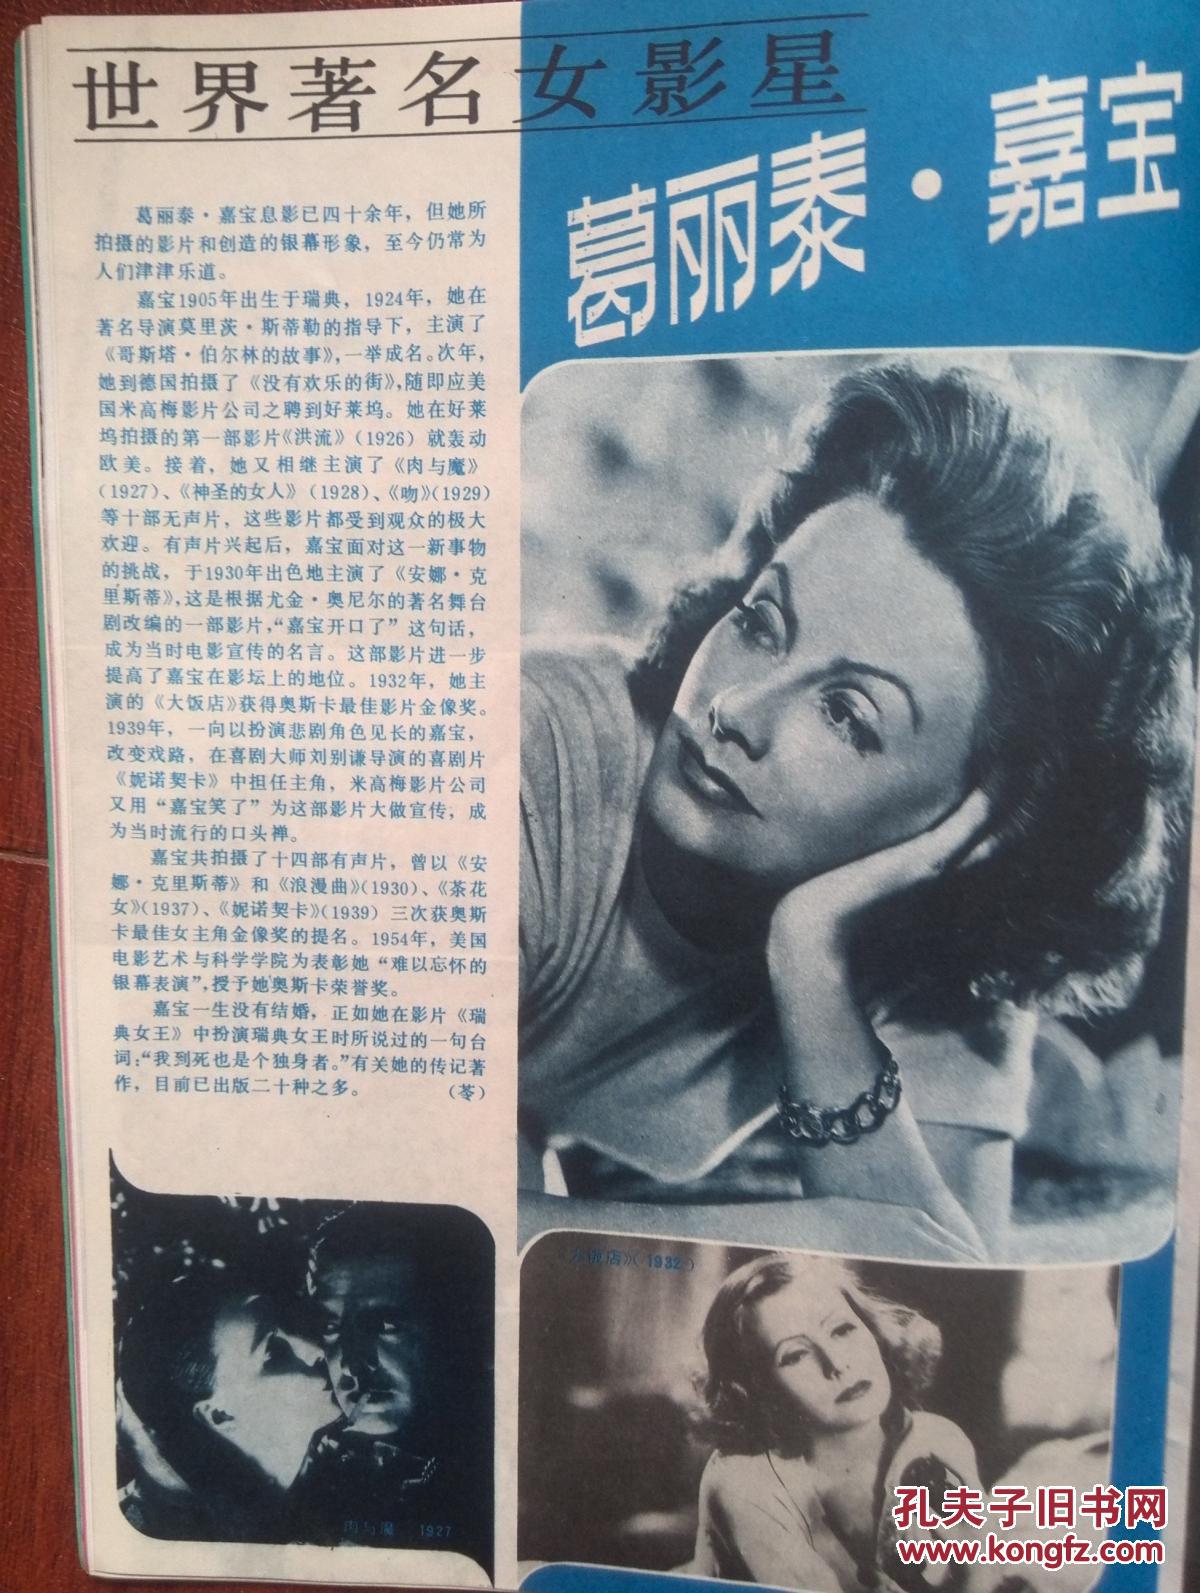 世界著名女影星
葛丽泰·嘉宝
葛丽泰·嘉宝息影已四十余年，但她所
拍摄的影片和创造的银幕形象，至今仍常为
人们津津乐道。
嘉宝1905年出生于瑞典，1924年，她在
著名导演莫里茨·斯蒂勒的指导下，主演了
《哥斯塔·伯尔林的故事》，一举成名。次年，
她到德国拍摄了《没有欢乐的街》，随即应美
国米高梅影片公司之聘到好莱坞。她在好莱
坞拍摄的第一部影片《洪流》（1926）就轰动
欧美。接着，她又相继主演了《肉与魔》
（1927）、《神圣的女人》（1928）、《吻》（1929）
等十部无声片，这些影片都受到观众的极大
欢迎。有声片兴起后，嘉宝面对这一新事物
的挑战，于1930年出色地主演了《安娜·克
里斯蒂》，这是根据尤金·奥尼尔的著名舞台
剧改编的一部影片，“嘉宝开口了”这句话，
成为当时电影宣传的名言。这部影片进一步
提高了嘉宝在影坛上的地位。1932年，她主
演的《大饭店》获得奥斯卡最佳影片金像奖。
1939年，一向以扮演悲剧角色见长的嘉宝，
改变戏路，在喜剧大师刘别谦导演的喜剧片
《妮诺契卡》中担任主角，米高梅影片公司
又用“嘉宝笑了”为这部影片大做宣传，成
为当时流行的口头禅。
嘉宝共拍摄了十四部有声片，曾以《安
娜·克里斯蒂》和《浪漫曲》（1930）、《茶花
女》（1937）、《妮诺契卡》（1939）三次获奥斯
卡最佳女主角金像奖的提名。1954年，美国
电影艺术与科学学院为表彰她“难以忘怀的
银幕表演”，授予她奥斯卡荣誉奖。
嘉宝一生没有结婚，正如她在影片《瑞
典女王》中扮演瑞典女王时所说过的一句台
词：“我到死也是个独身者。”有关她的传记著
作，目前已出版二十种之多。（苓）
《大饭店》（1932）
肉与魔 1927
孔夫子旧书网
www.kongfz.com